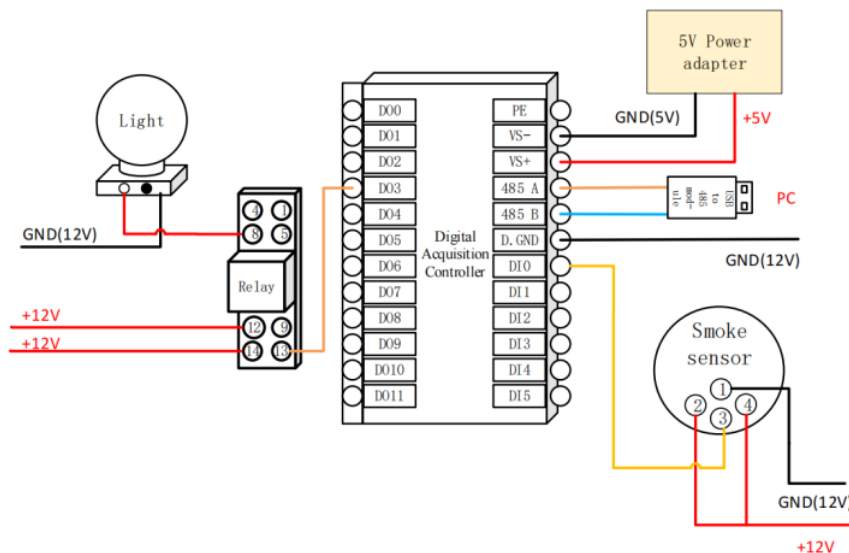 5V Power
adapter
GND(5V)
+5V
Light
GND(12V)
4
1
8
5
Relay
+12V
12
9
+12V
14
13
DO0
DO1
DO2
DO3
DO4
DO5
DO6
DO7
DO8
DO9
DO10
DO11
Digital
Acquisition
Controller
PE
VS-
VS+
485 A
485 B
D.GND
DI0
DI1
DI2
DI3
DI4
DI5
USB
to
485
mod-
ule
PC
GND(12V)
Smoke
sensor
1
2
4
3
GND(12V)
+12V